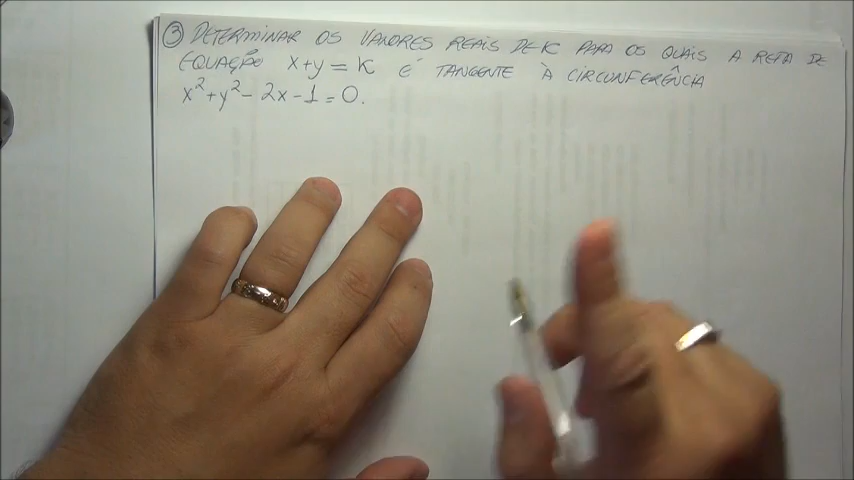 ③ DETERMINAR OS VALORES REAIS DE K PARA OS QUAIS A RETA DE
EQUAÇÃO x+y=K É TANGENTE À CIRCUNFERÊNCIA
x²+y²-2x-1=0.